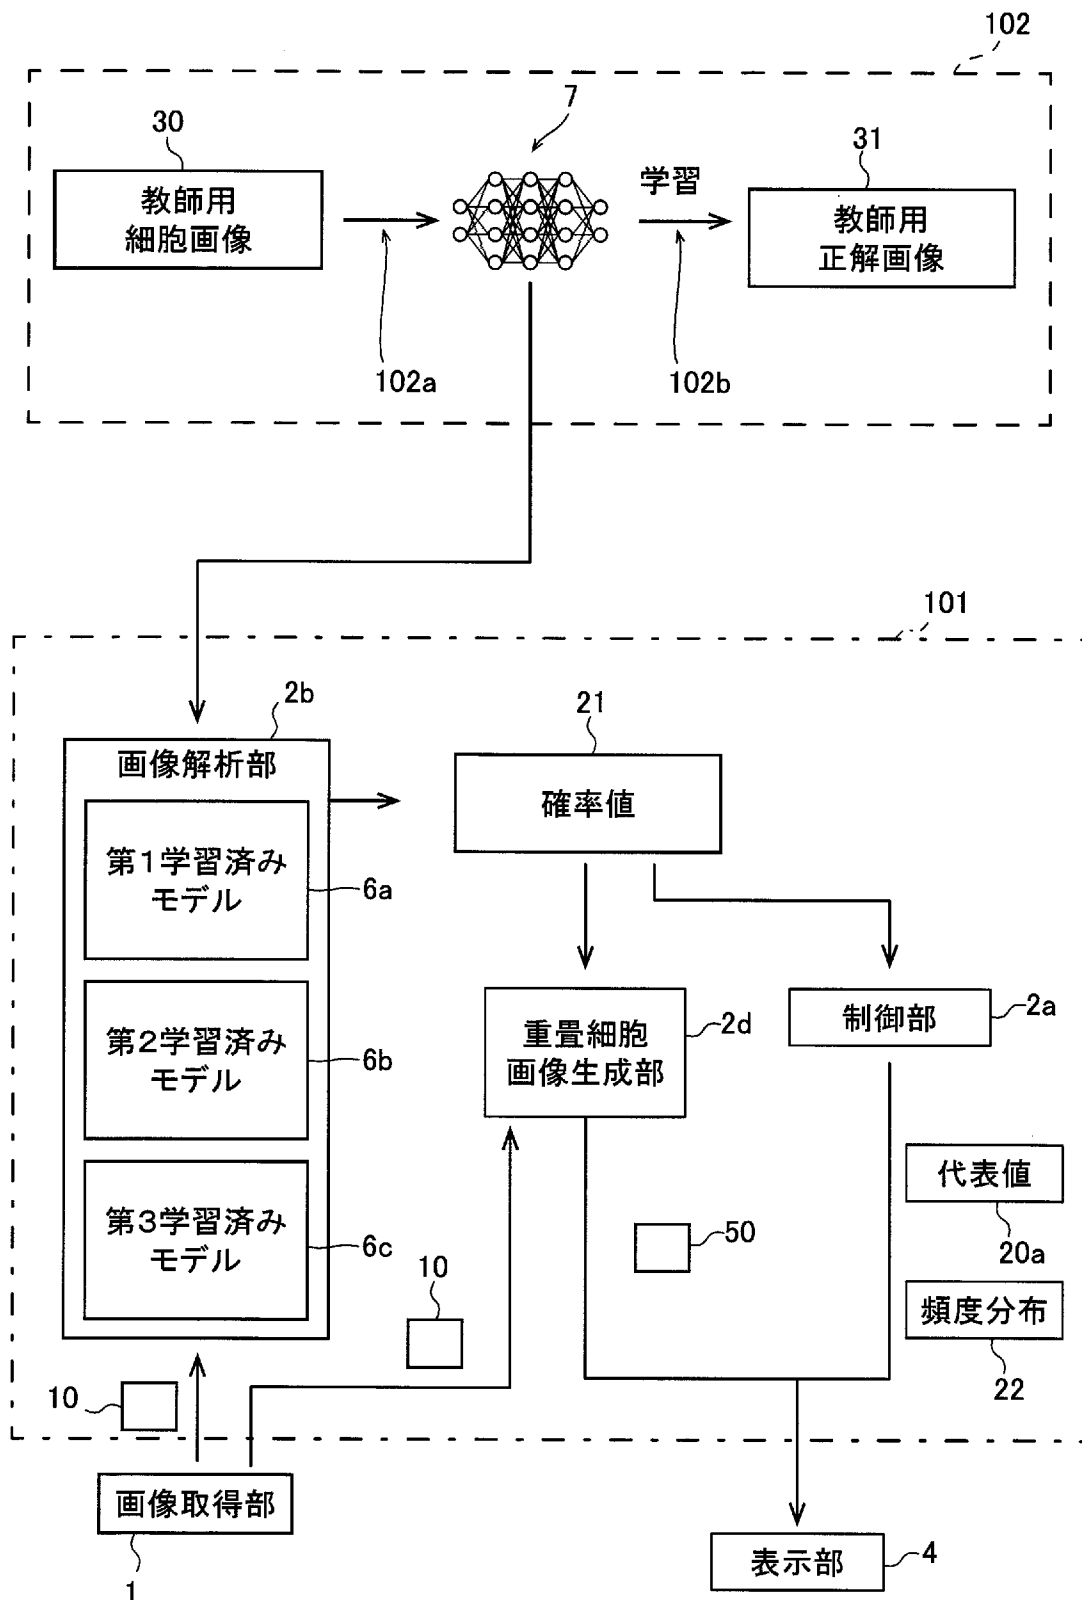 102
30
7
学習
31
教師用
細胞画像
教師用
正解画像
102a
102b
101
2b
21
画像解析部
確率値
第1学習済み
モデル
6a
第2学習済み
モデル
6b
第3学習済み
モデル
6c
重畳細胞
画像生成部
2d
制御部
2a
代表値
20a
50
10
頻度分布
22
10
画像取得部
1
表示部
4